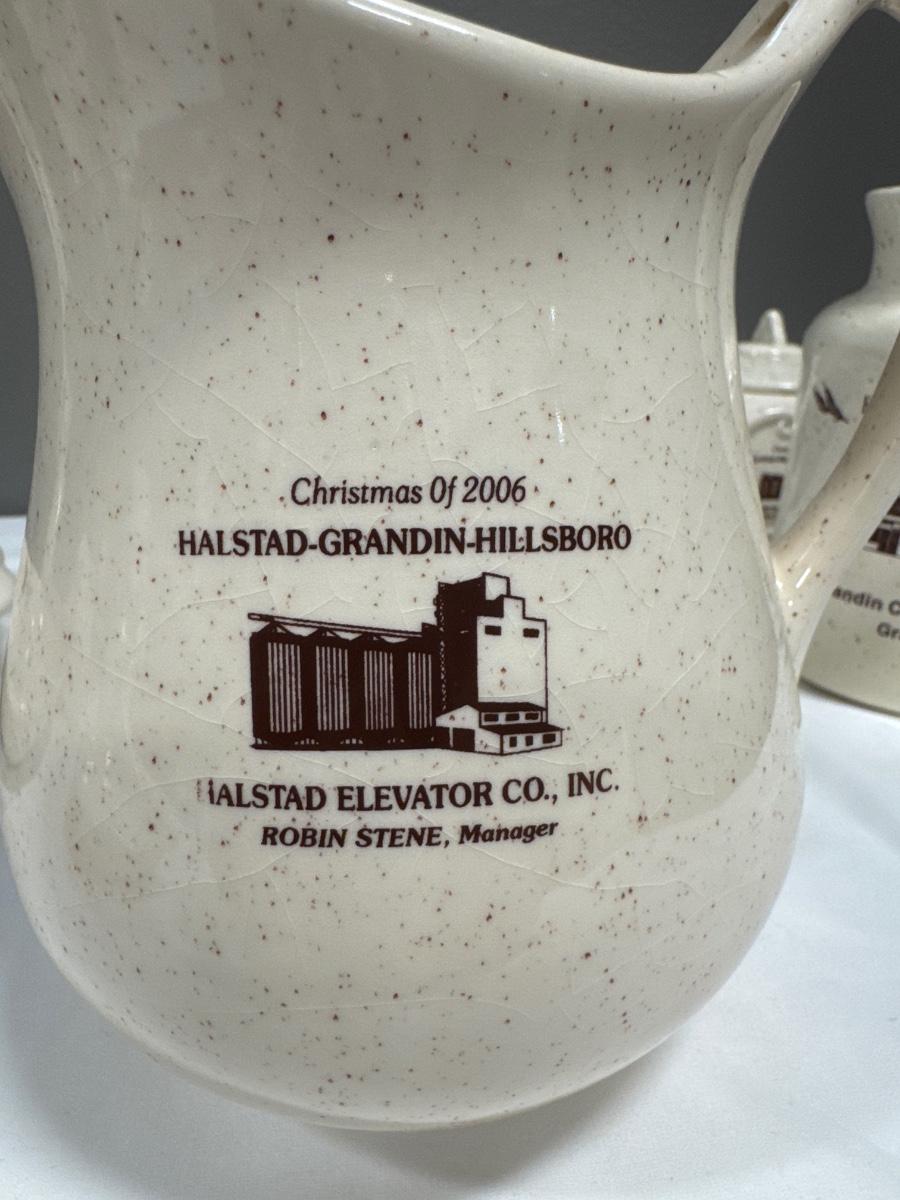 Christmas Of 2006
HALSTAD-GRANDIN-HILLSBORO
HALSTAD ELEVATOR CO., INC.
ROBIN STENE, Manager